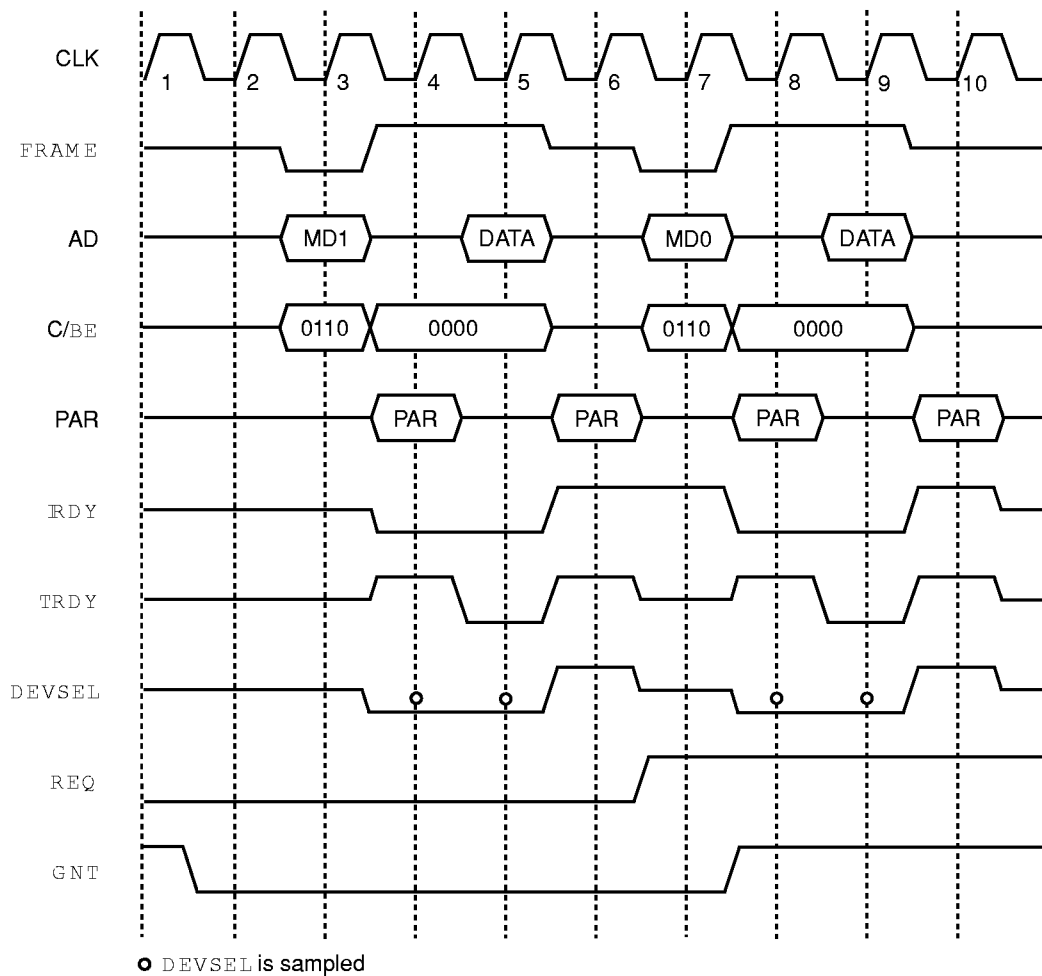 CLK
1 2 3 4 5 6 7 8 9 10
FRAME
AD MD1 DATA MD0 DATA
C/BE 0110 0000 0110 0000
PAR PAR PAR PAR PAR
IRDY
TRDY
DEVSEL
REQ
GNT
DEVSEL is sampled